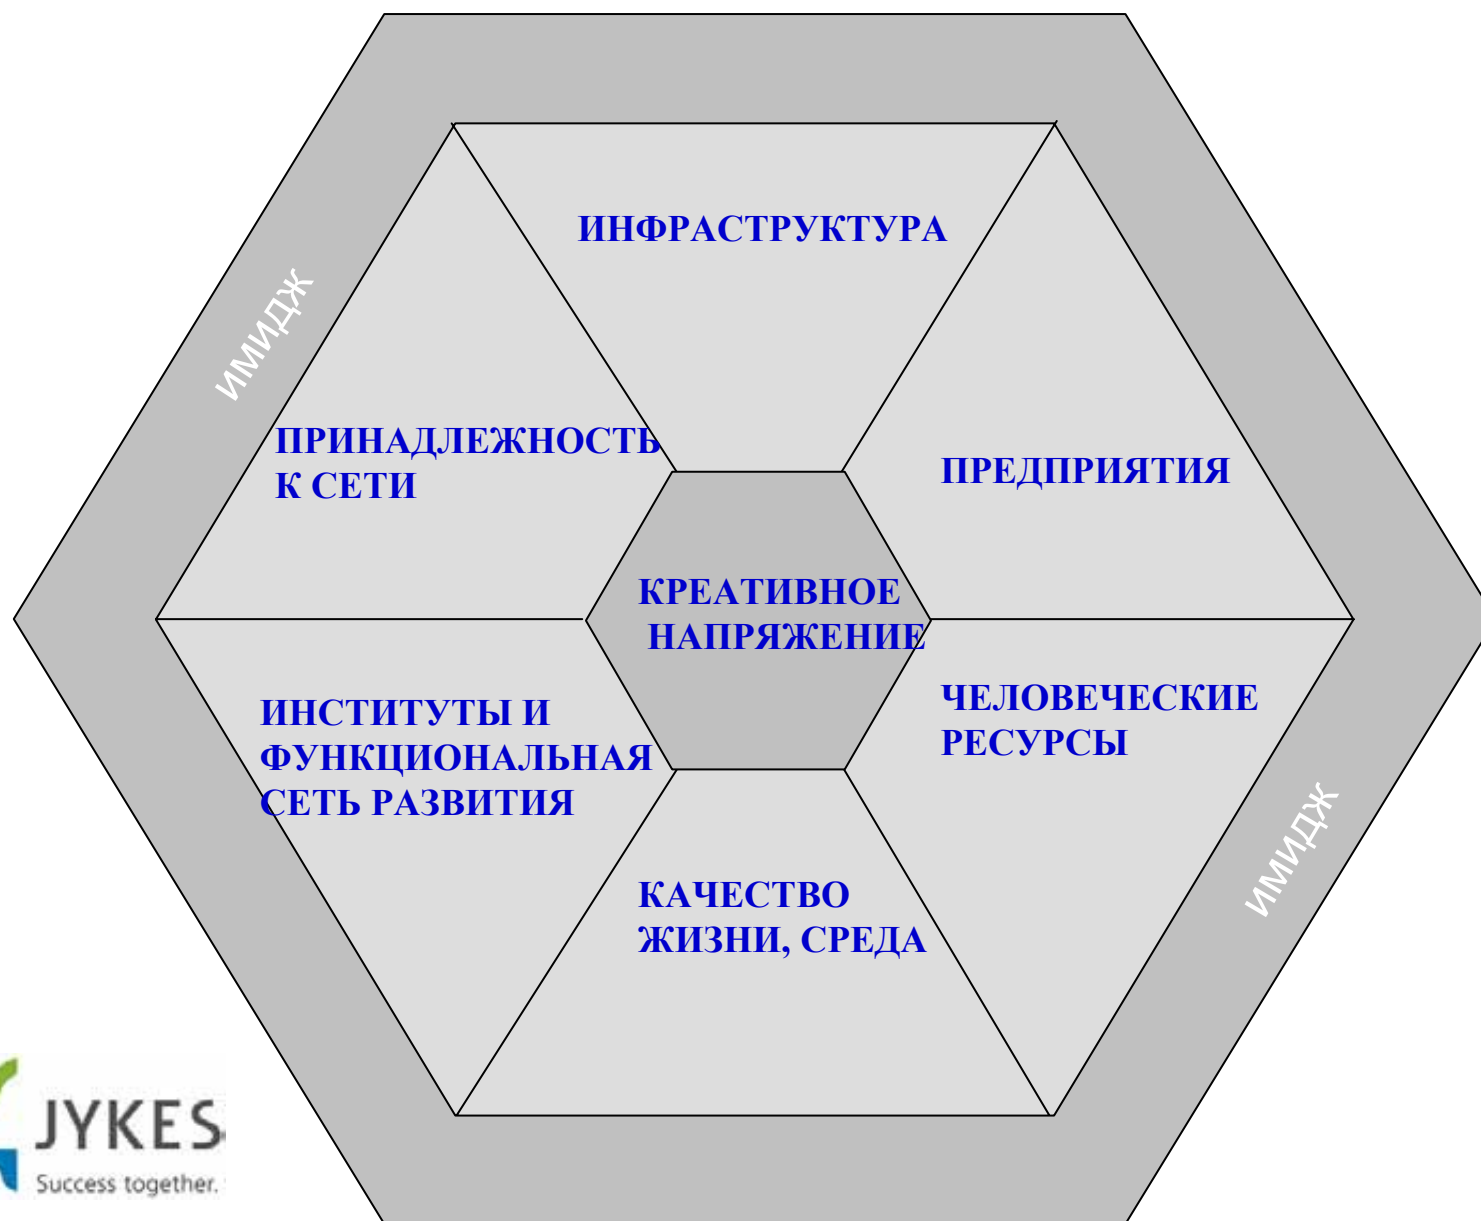 ИНФРАСТРУКТУРА
ИМИДЖ
ПРИНАДЛЕЖНОСТЬ
К СЕТИ
ПРЕДПРИЯТИЯ
КРЕАТИВНОЕ
НАПРЯЖЕНИЕ
ИНСТИТУТЫ И
ФУНКЦИОНАЛЬНАЯ
СЕТЬ РАЗВИТИЯ
ЧЕЛОВЕЧЕСКИЕ
РЕСУРСЫ
ИМИДЖ
КАЧЕСТВО
ЖИЗНИ, СРЕДА
JYKES
Success together.